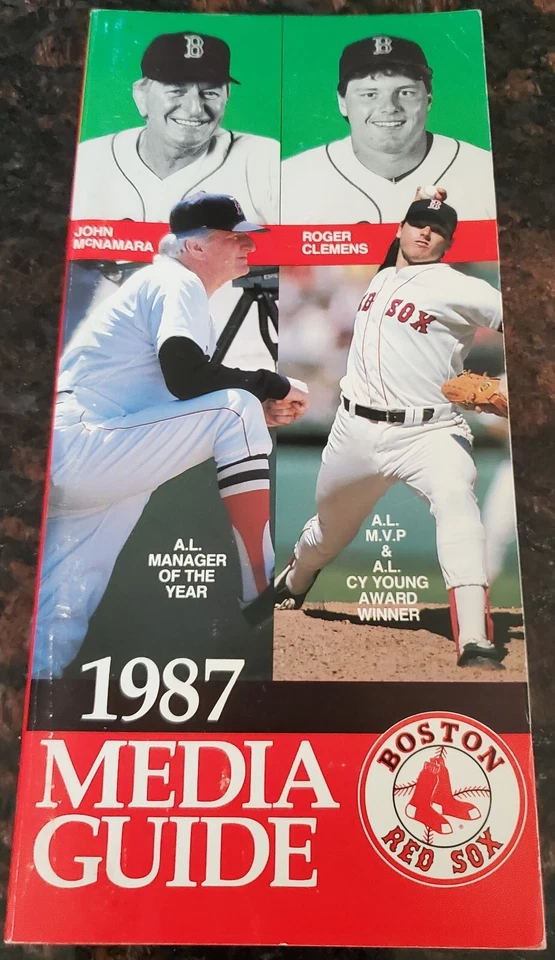 B
B
JOHN
McNAMARA
ROGER
CLEMENS
B
B
RED SOX
A.L.
MANAGER
OF THE
YEAR
A.L.
M.V.P
&
A.L.
CY YOUNG
AWARD
WINNER
1987
MEDIA
GUIDE
BOSTON
RED SOX
®